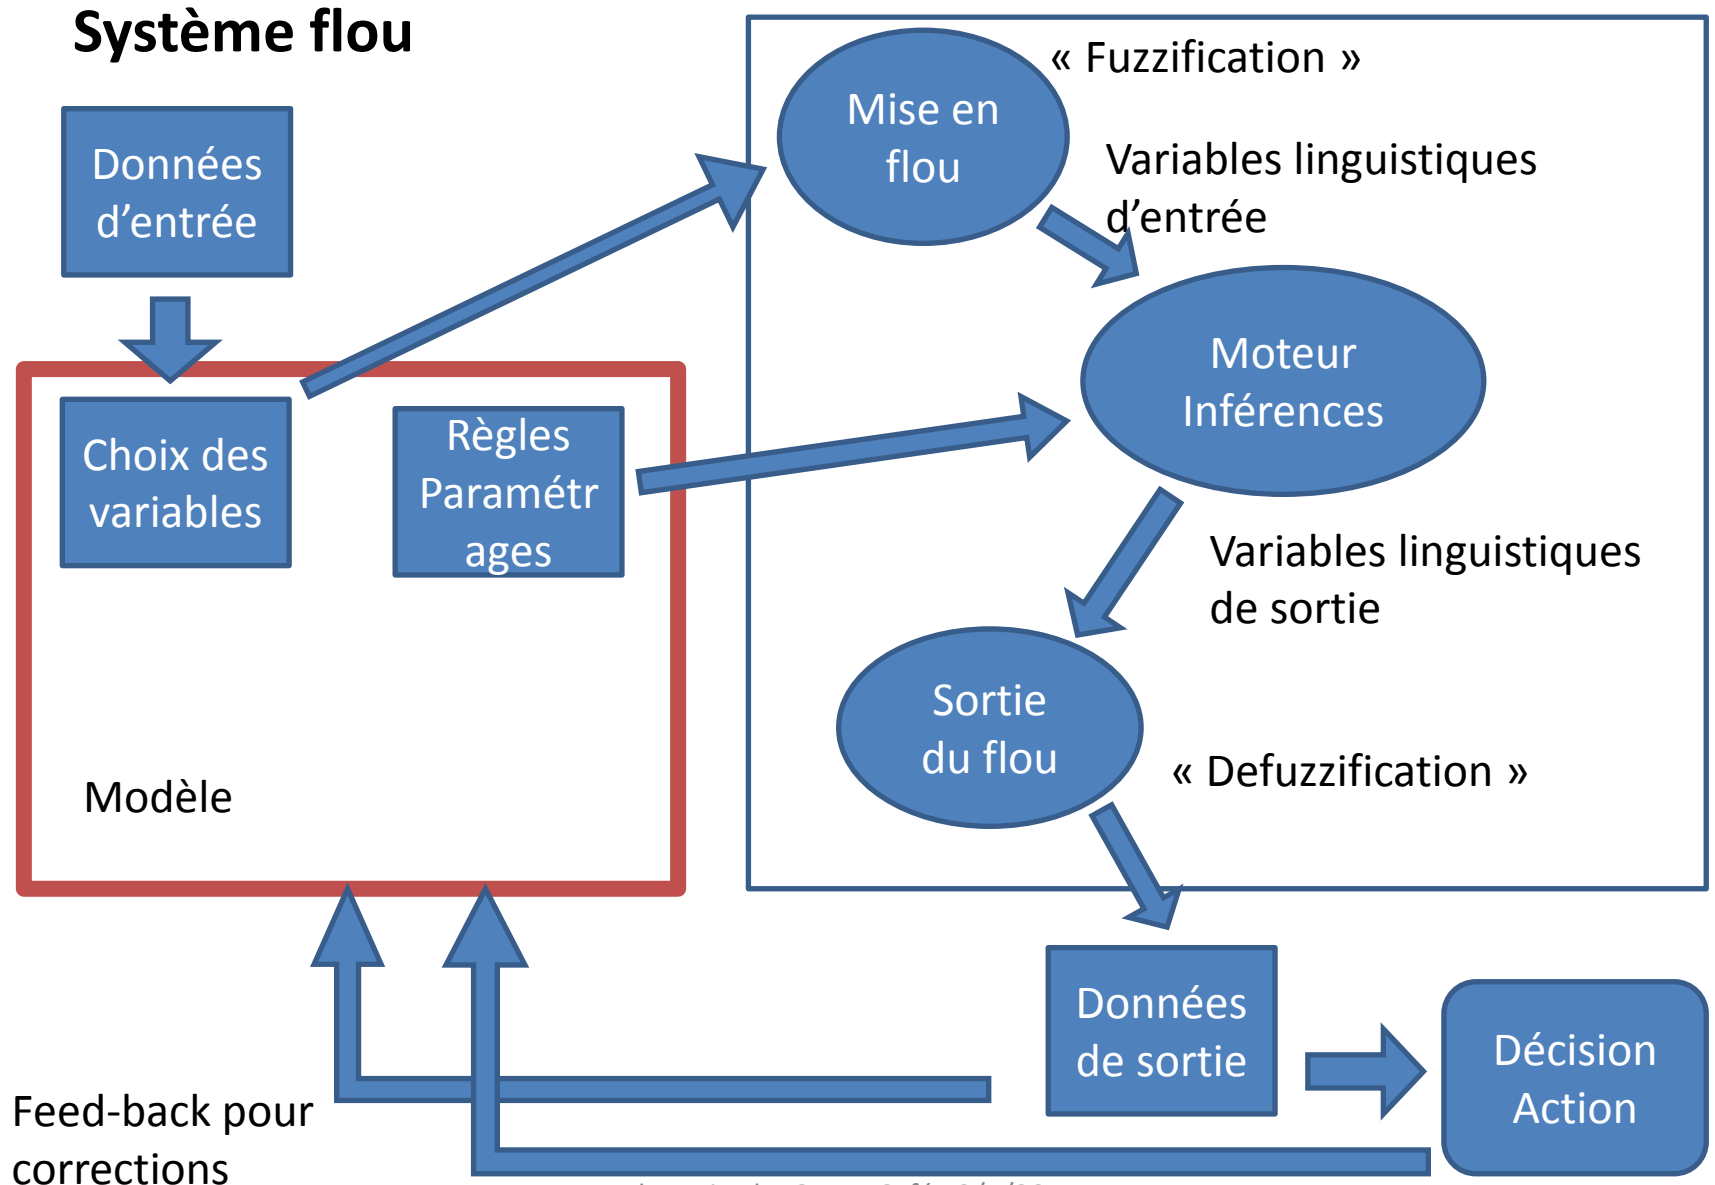 Système flou
« Fuzzification »
Mise en
flou
Données
d’entrée
Variables linguistiques
d’entrée
Moteur
Inférences
Choix des
variables
Règles
Paramétr
ages
Variables linguistiques
de sortie
Sortie
du flou
« Defuzzification »
Modèle
Données
de sortie
Décision
Action
Feed-back pour
corrections